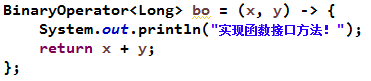 BinaryOperator<Long> bo = (x, y) -> {
    System.out.println("实现函数接口方法！");
    return x + y;
};